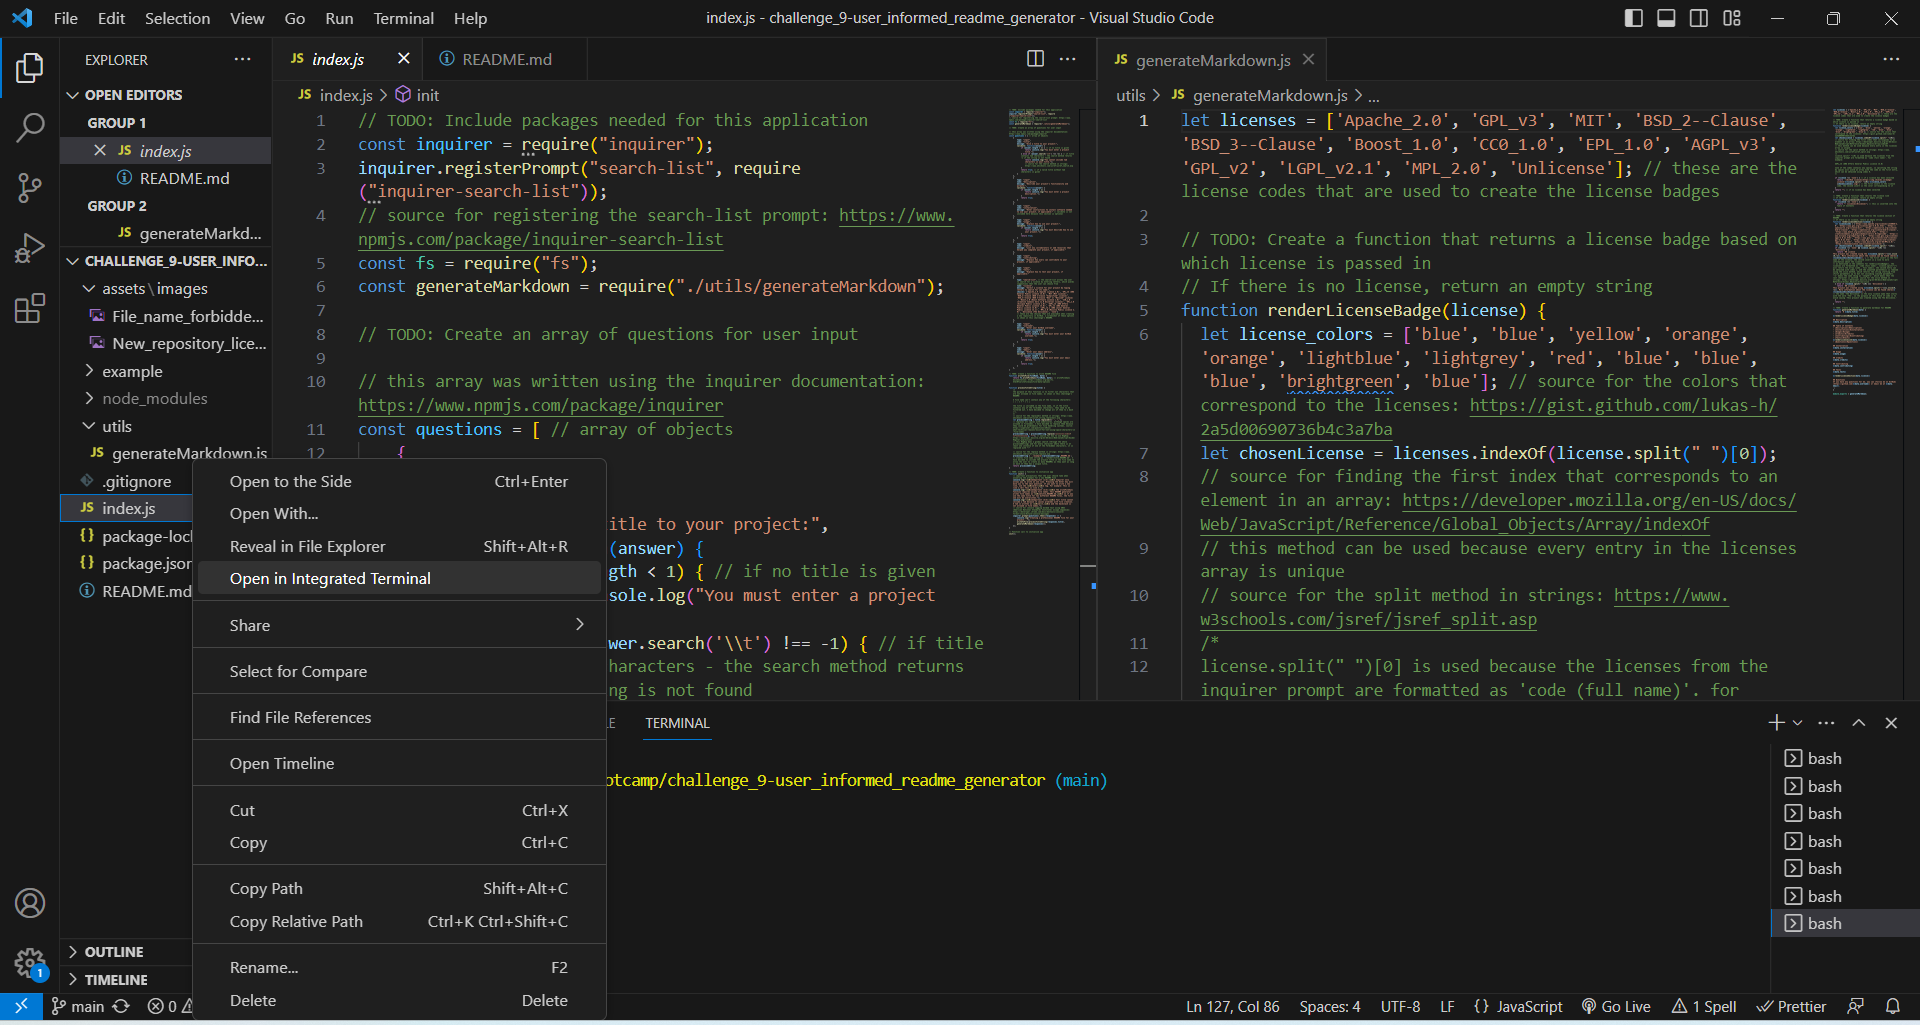 File Edit Selection View Go Run Terminal Help
index.js - challenge_9-user_informed_readme_generator - Visual Studio Code
EXPLORER
OPEN EDITORS
GROUP 1
JS index.js
README.md
GROUP 2
JS generateMarkd...
CHALLENGE_9-USER_INFO...
assets\images
File_name_forbidde...
New_repository_lice...
example
node_modules
utils
JS generateMarkdown.js
.gitignore
JS index.js
{} package-loc
{} package.json
README.md
OUTLINE
TIMELINE
JS index.js
README.md
JS index.js > init
1 // TODO: Include packages needed for this application
2 const inquirer = require("inquirer");
3 inquirer.registerPrompt("search-list", require
("inquirer-search-list"));
4 // source for registering the search-list prompt: https://www.
npmjs.com/package/inquirer-search-list
5 const fs = require("fs");
6 const generateMarkdown = require("./utils/generateMarkdown");
7
8 // TODO: Create an array of questions for user input
9
10 // this array was written using the inquirer documentation:
https://www.npmjs.com/package/inquirer
11 const questions = [ // array of objects
12 {
itle to your project:",
(answer) {
gth < 1) { // if no title is given
sole.log("You must enter a project
wer.search('\\t') !== -1) { // if title
haracters - the search method returns
ng is not found
JS generateMarkdown.js
utils > JS generateMarkdown.js > ...
1 let licenses = ['Apache_2.0', 'GPL_v3', 'MIT', 'BSD_2--Clause',
'BSD_3--Clause', 'Boost_1.0', 'CC0_1.0', 'EPL_1.0', 'AGPL_v3',
'GPL_v2', 'LGPL_v2.1', 'MPL_2.0', 'Unlicense']; // these are the
license codes that are used to create the license badges
2
3 // TODO: Create a function that returns a license badge based on
which license is passed in
4 // If there is no license, return an empty string
5 function renderLicenseBadge(license) {
6 let license_colors = ['blue', 'blue', 'yellow', 'orange',
'orange', 'lightblue', 'lightgrey', 'red', 'blue', 'blue',
'blue', 'brightgreen', 'blue']; // source for the colors that
correspond to the licenses: https://gist.github.com/lukas-h/
2a5d00690736b4c3a7ba
7 let chosenLicense = licenses.indexOf(license.split(" ")[0]);
8 // source for finding the first index that corresponds to an
element in an array: https://developer.mozilla.org/en-US/docs/
Web/JavaScript/Reference/Global_Objects/Array/indexOf
9 // this method can be used because every entry in the licenses
array is unique
10 // source for the split method in strings: https://www.
w3schools.com/jsref/jsref_split.asp
11 /*
12 license.split(" ")[0] is used because the licenses from the
inquirer prompt are formatted as 'code (full name)'. for
Open to the Side Ctrl+Enter
Open With...
Reveal in File Explorer Shift+Alt+R
Open in Integrated Terminal
Share
Select for Compare
Find File References
Open Timeline
Cut Ctrl+X
Copy Ctrl+C
Copy Path Shift+Alt+C
Copy Relative Path Ctrl+K Ctrl+Shift+C
Rename... F2
Delete Delete
LE TERMINAL
otcamp/challenge_9-user_informed_readme_generator (main)
bash
bash
bash
bash
bash
bash
bash
1
main 0
Ln 127, Col 86 Spaces: 4 UTF-8 LF {} JavaScript Go Live 1 Spell Prettier